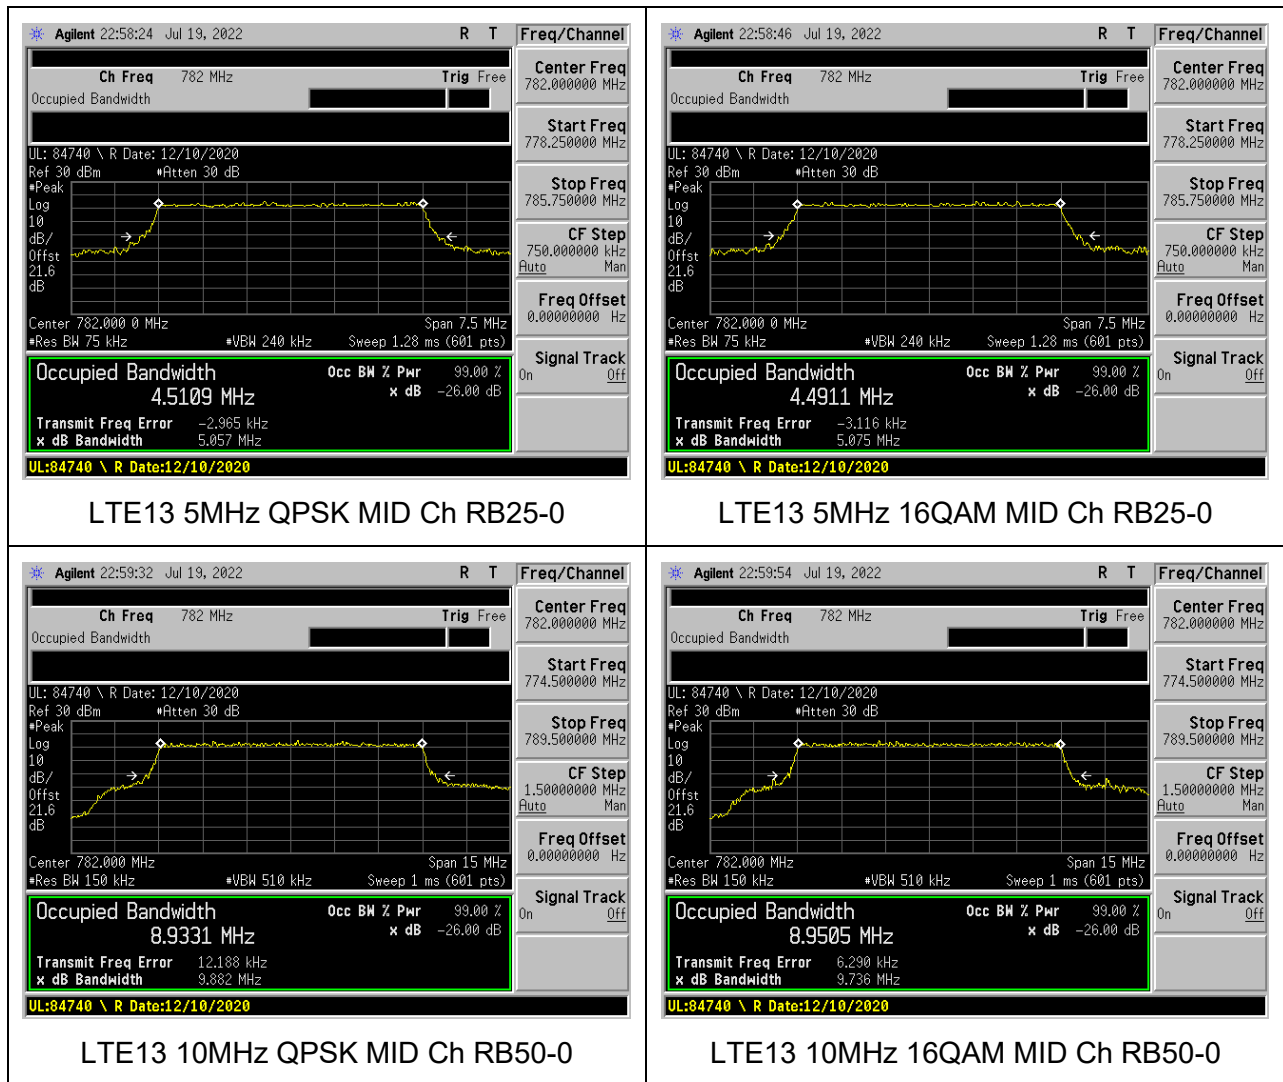 Agilent 22:58:24 Jul 19, 2022 R T Freq/Channel
Ch Freq 782 MHz Trig Free
Occupied Bandwidth
Center Freq
782.000000 MHz
Start Freq
778.250000 MHz
Stop Freq
785.750000 MHz
CF Step
750.000000 kHz
Auto Man
Freq Offset
0.00000000 Hz
Signal Track
On Off
UL: 84740 \ R Date: 12/10/2020
Ref 30 dBm #Atten 30 dB
#Peak
Log
10
dB/
Offst
21.6
dB
Center 782.000 0 MHz Span 7.5 MHz
#Res BW 75 kHz #VBW 240 kHz Sweep 1.28 ms (601 pts)
Occupied Bandwidth Occ BW % Pwr 99.00 %
4.5109 MHz x dB -26.00 dB
Transmit Freq Error -2.965 kHz
x dB Bandwidth 5.057 MHz
UL:84740 \ R Date:12/10/2020
LTE13 5MHz QPSK MID Ch RB25-0
Agilent 22:58:46 Jul 19, 2022 R T Freq/Channel
Ch Freq 782 MHz Trig Free
Occupied Bandwidth
Center Freq
782.000000 MHz
Start Freq
778.250000 MHz
Stop Freq
785.750000 MHz
CF Step
750.000000 kHz
Auto Man
Freq Offset
0.00000000 Hz
Signal Track
On Off
UL: 84740 \ R Date: 12/10/2020
Ref 30 dBm #Atten 30 dB
#Peak
Log
10
dB/
Offst
21.6
dB
Center 782.000 0 MHz Span 7.5 MHz
#Res BW 75 kHz #VBW 240 kHz Sweep 1.28 ms (601 pts)
Occupied Bandwidth Occ BW % Pwr 99.00 %
4.4911 MHz x dB -26.00 dB
Transmit Freq Error -3.116 kHz
x dB Bandwidth 5.075 MHz
UL:84740 \ R Date:12/10/2020
LTE13 5MHz 16QAM MID Ch RB25-0
Agilent 22:59:32 Jul 19, 2022 R T Freq/Channel
Ch Freq 782 MHz Trig Free
Occupied Bandwidth
Center Freq
782.000000 MHz
Start Freq
774.500000 MHz
Stop Freq
789.500000 MHz
CF Step
1.50000000 MHz
Auto Man
Freq Offset
0.00000000 Hz
Signal Track
On Off
UL: 84740 \ R Date: 12/10/2020
Ref 30 dBm #Atten 30 dB
#Peak
Log
10
dB/
Offst
21.6
dB
Center 782.000 MHz Span 15 MHz
#Res BW 150 kHz #VBW 510 kHz Sweep 1 ms (601 pts)
Occupied Bandwidth Occ BW % Pwr 99.00 %
8.9331 MHz x dB -26.00 dB
Transmit Freq Error 12.188 kHz
x dB Bandwidth 9.882 MHz
UL:84740 \ R Date:12/10/2020
LTE13 10MHz QPSK MID Ch RB50-0
Agilent 22:59:54 Jul 19, 2022 R T Freq/Channel
Ch Freq 782 MHz Trig Free
Occupied Bandwidth
Center Freq
782.000000 MHz
Start Freq
774.500000 MHz
Stop Freq
789.500000 MHz
CF Step
1.50000000 MHz
Auto Man
Freq Offset
0.00000000 Hz
Signal Track
On Off
UL: 84740 \ R Date: 12/10/2020
Ref 30 dBm #Atten 30 dB
#Peak
Log
10
dB/
Offst
21.6
dB
Center 782.000 MHz Span 15 MHz
#Res BW 150 kHz #VBW 510 kHz Sweep 1 ms (601 pts)
Occupied Bandwidth Occ BW % Pwr 99.00 %
8.9505 MHz x dB -26.00 dB
Transmit Freq Error 6.290 kHz
x dB Bandwidth 9.736 MHz
UL:84740 \ R Date:12/10/2020
LTE13 10MHz 16QAM MID Ch RB50-0